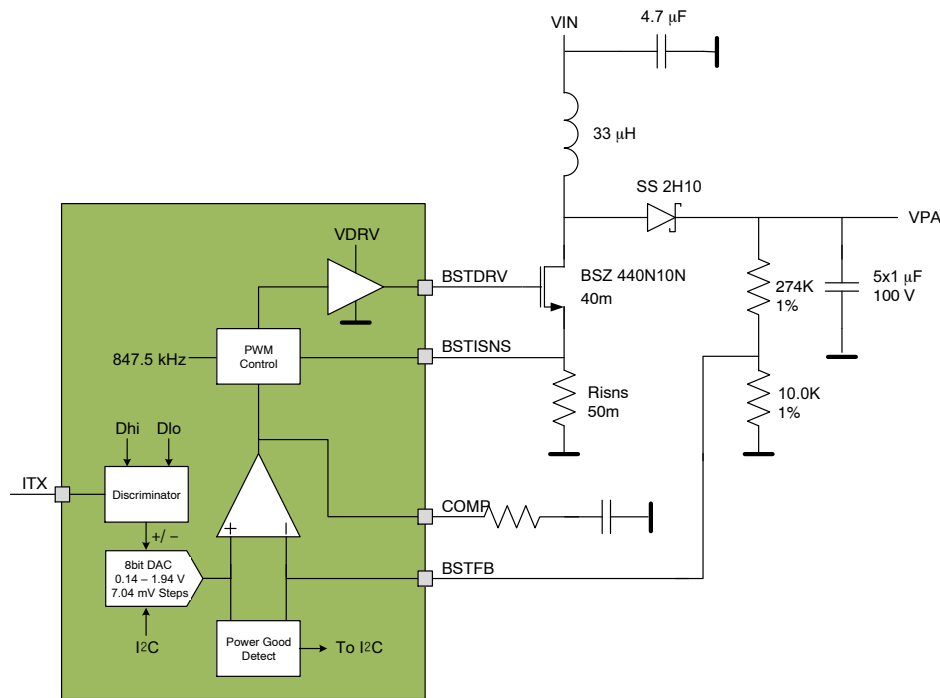 VIN
4.7 μF
33 μH
SS 2H10
VPA
VDRV
BSTDRV
BSZ 440N10N
40m
274K
1%
5x1 μF
100 V
847.5 kHz
PWM
Control
BSTISNS
Risns
50m
10.0K
1%
Dhi
Dlo
ITX
Discriminator
+/ –
COMP
+
–
8bit DAC
0.14 – 1.94 V
7.04 mV Steps
BSTFB
I2C
Power Good
Detect
To I2C